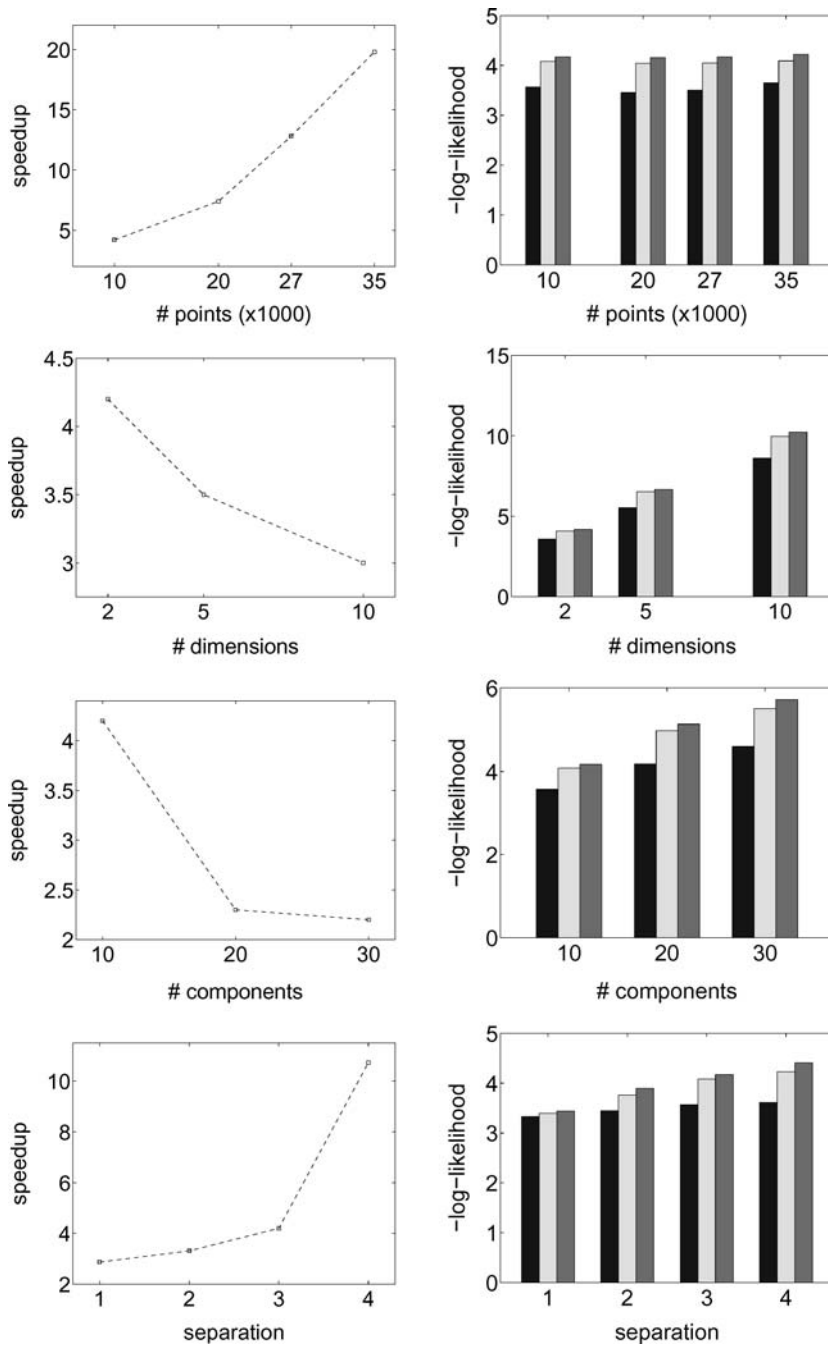 20
15
10
5
speedup
10 20 27 35
# points (x1000)
5
4
3
2
1
0
−log−likelihood
10 20 27 35
# points (x1000)
4.5
4
3.5
3
speedup
2 5 10
# dimensions
15
10
5
0
−log−likelihood
2 5 10
# dimensions
4
3.5
3
2.5
2
speedup
10 20 30
# components
6
4
2
0
−log−likelihood
10 20 30
# components
10
8
6
4
2
speedup
1 2 3 4
separation
5
4
3
2
1
0
−log−likelihood
1 2 3 4
separation